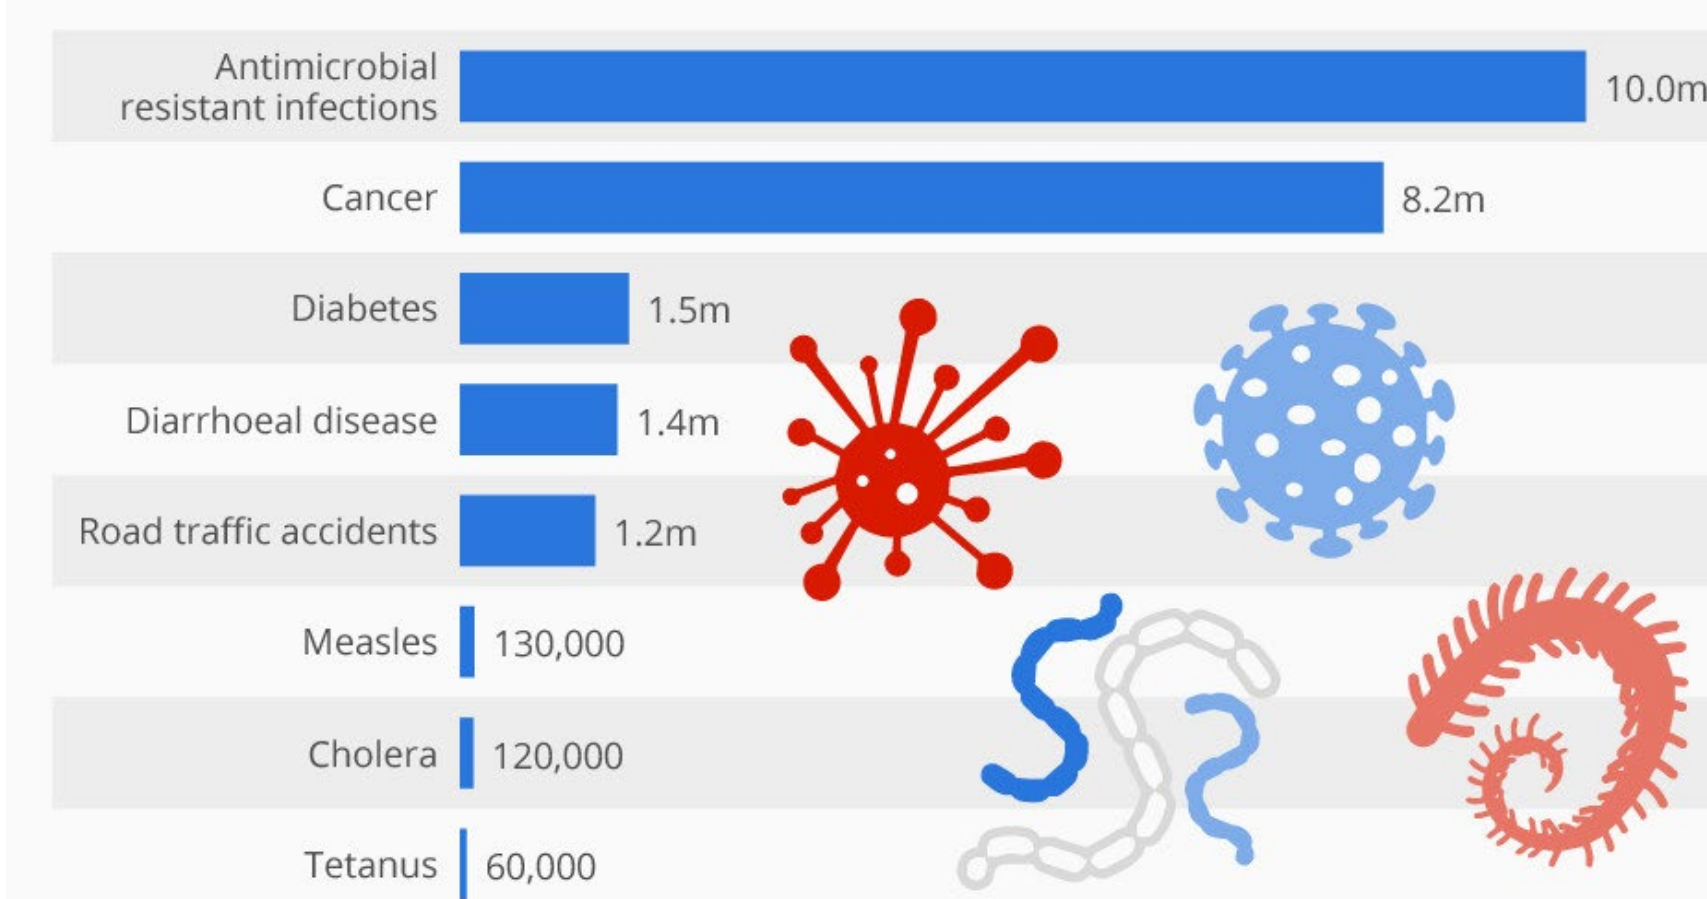 Antimicrobial
resistant infections
10.0m
Cancer
8.2m
Diabetes
1.5m
Diarrhoeal disease
1.4m
Road traffic accidents
1.2m
Measles
130,000
Cholera
120,000
Tetanus
60,000